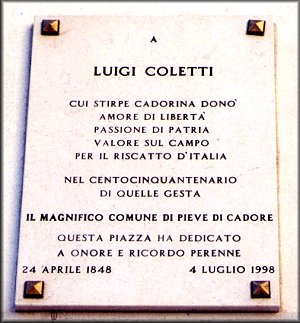 A
LUIGI COLETTI
CUI STIRPE CADORINA DONO'
AMORE DI LIBERTA'
PASSIONE DI PATRIA
VALORE SUL CAMPO
PER IL RISCATTO D'ITALIA
NEL CENTOCINQUANTENARIO
DI QUELLE GESTA
IL MAGNIFICO COMUNE DI PIEVE DI CADORE
QUESTA PIAZZA HA DEDICATO
A ONORE E RICORDO PERENNE
24 APRILE 1848 4 LUGLIO 1998